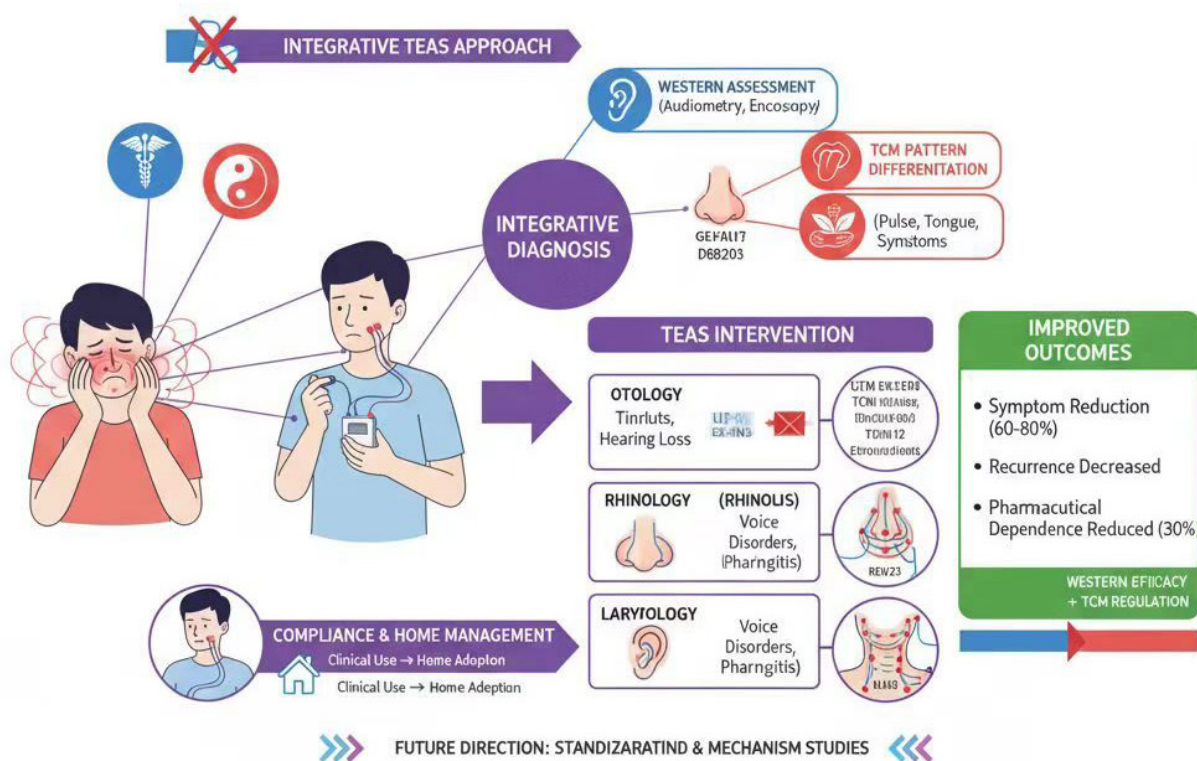 INTEGRATIVE TEAS APPROACH
WESTERN ASSESSMENT
(Audiometry, Encosapy)
TCM PATTERN
DIFFERENITATION
(Pulse, Tongue,
Symstoms
INTEGRATIVE
DIAGNOSIS
D68203
TEAS INTERVENTION
OTOLOGY
Tinrluts,
Hearing Loss
RHINOLOGY
(RHINOLIS)
Voice
Disorders,
(Pharngitis)
REW23
LARYTOLOGY
Voice
Disorders,
Pharngitis)
IMPROVED
OUTCOMES
• Symptom Reduction
(60-80%)
• Recurrence Decreased
• Pharmacutical
Dependence Reduced (30%)
WESTERN EFICACY
+ TCM REGULATION
COMPLIANCE & HOME MANAGEMENT
Clinical Use → Home Adopton
Clinical Use → Home Adeption
FUTURE DIRECTION: STANDIZARATIND & MECHANISM STUDIES